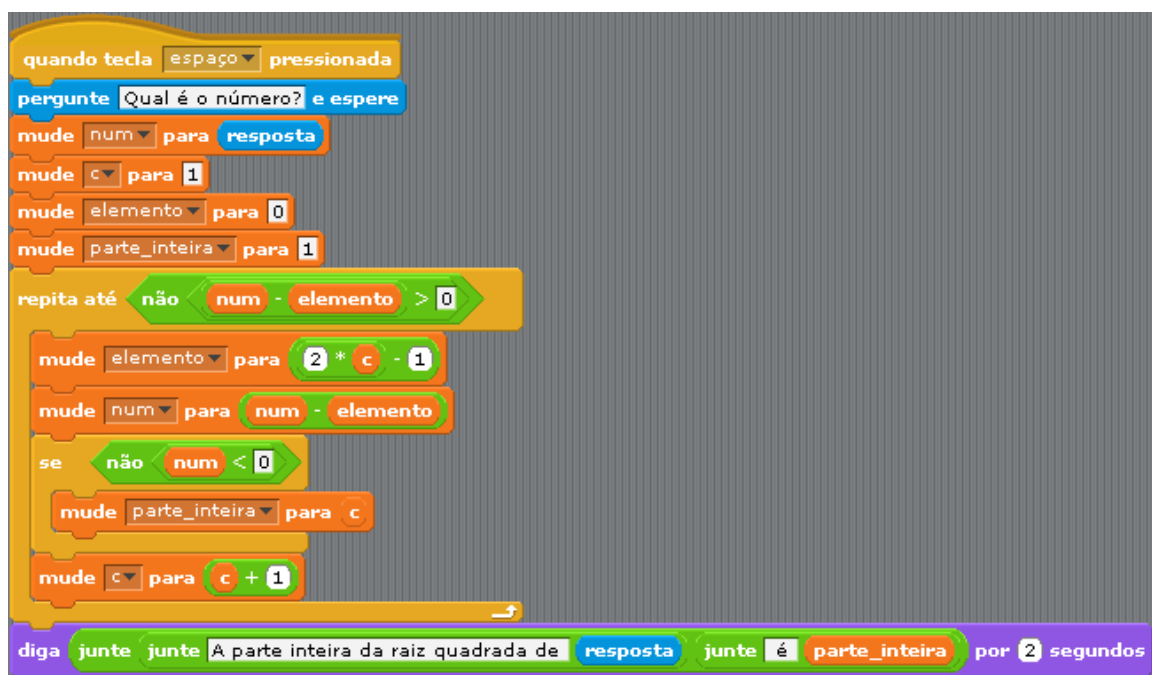 quando tecla espaço pressionada
pergunte Qual é o número? e espere
mude num para resposta
mude c para 1
mude elemento para 0
mude parte_inteira para 1
repita até não num - elemento > 0
mude elemento para 2 * c - 1
mude num para num - elemento
se não num < 0
mude parte_inteira para c
mude c para c + 1
diga junte junte A parte inteira da raiz quadrada de resposta junte é parte_inteira por 2 segundos